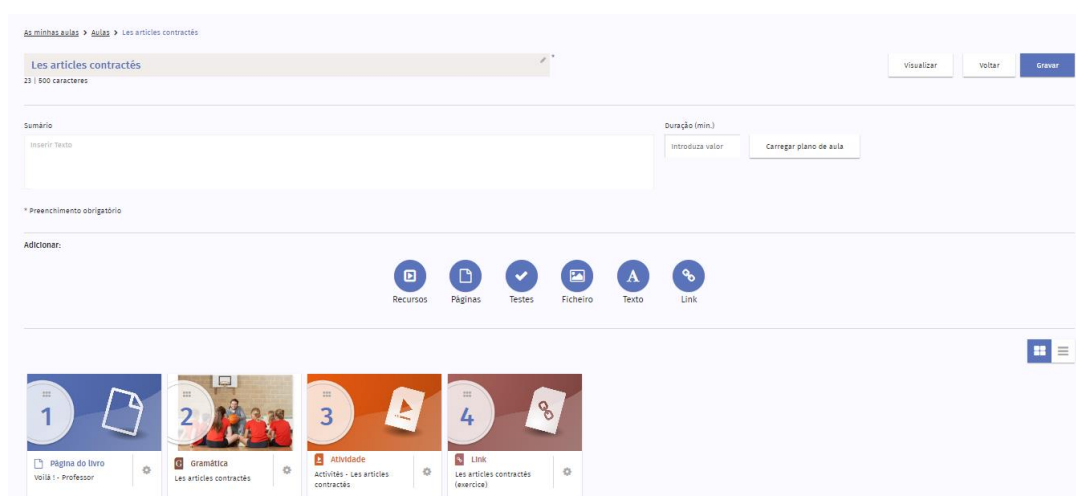 As minhas aulas > Aulas > Les articles contractés
Les articles contractés
*
23 | 500 caracteres
Visualizar
Voltar
Gravar
Sumário
Inserir Texto
Duração (min.)
Introduza valor
Carregar plano de aula
* Preenchimento obrigatório
Adicionar:
Recursos
Páginas
Testes
Ficheiro
A
Texto
Link
1
2
3
4
Página do livro
Voilà ! - Professor
G Gramática
Les articles contractés
Atividade
Activités - Les articles
contractés
Link
Les articles contractés
(exercice)